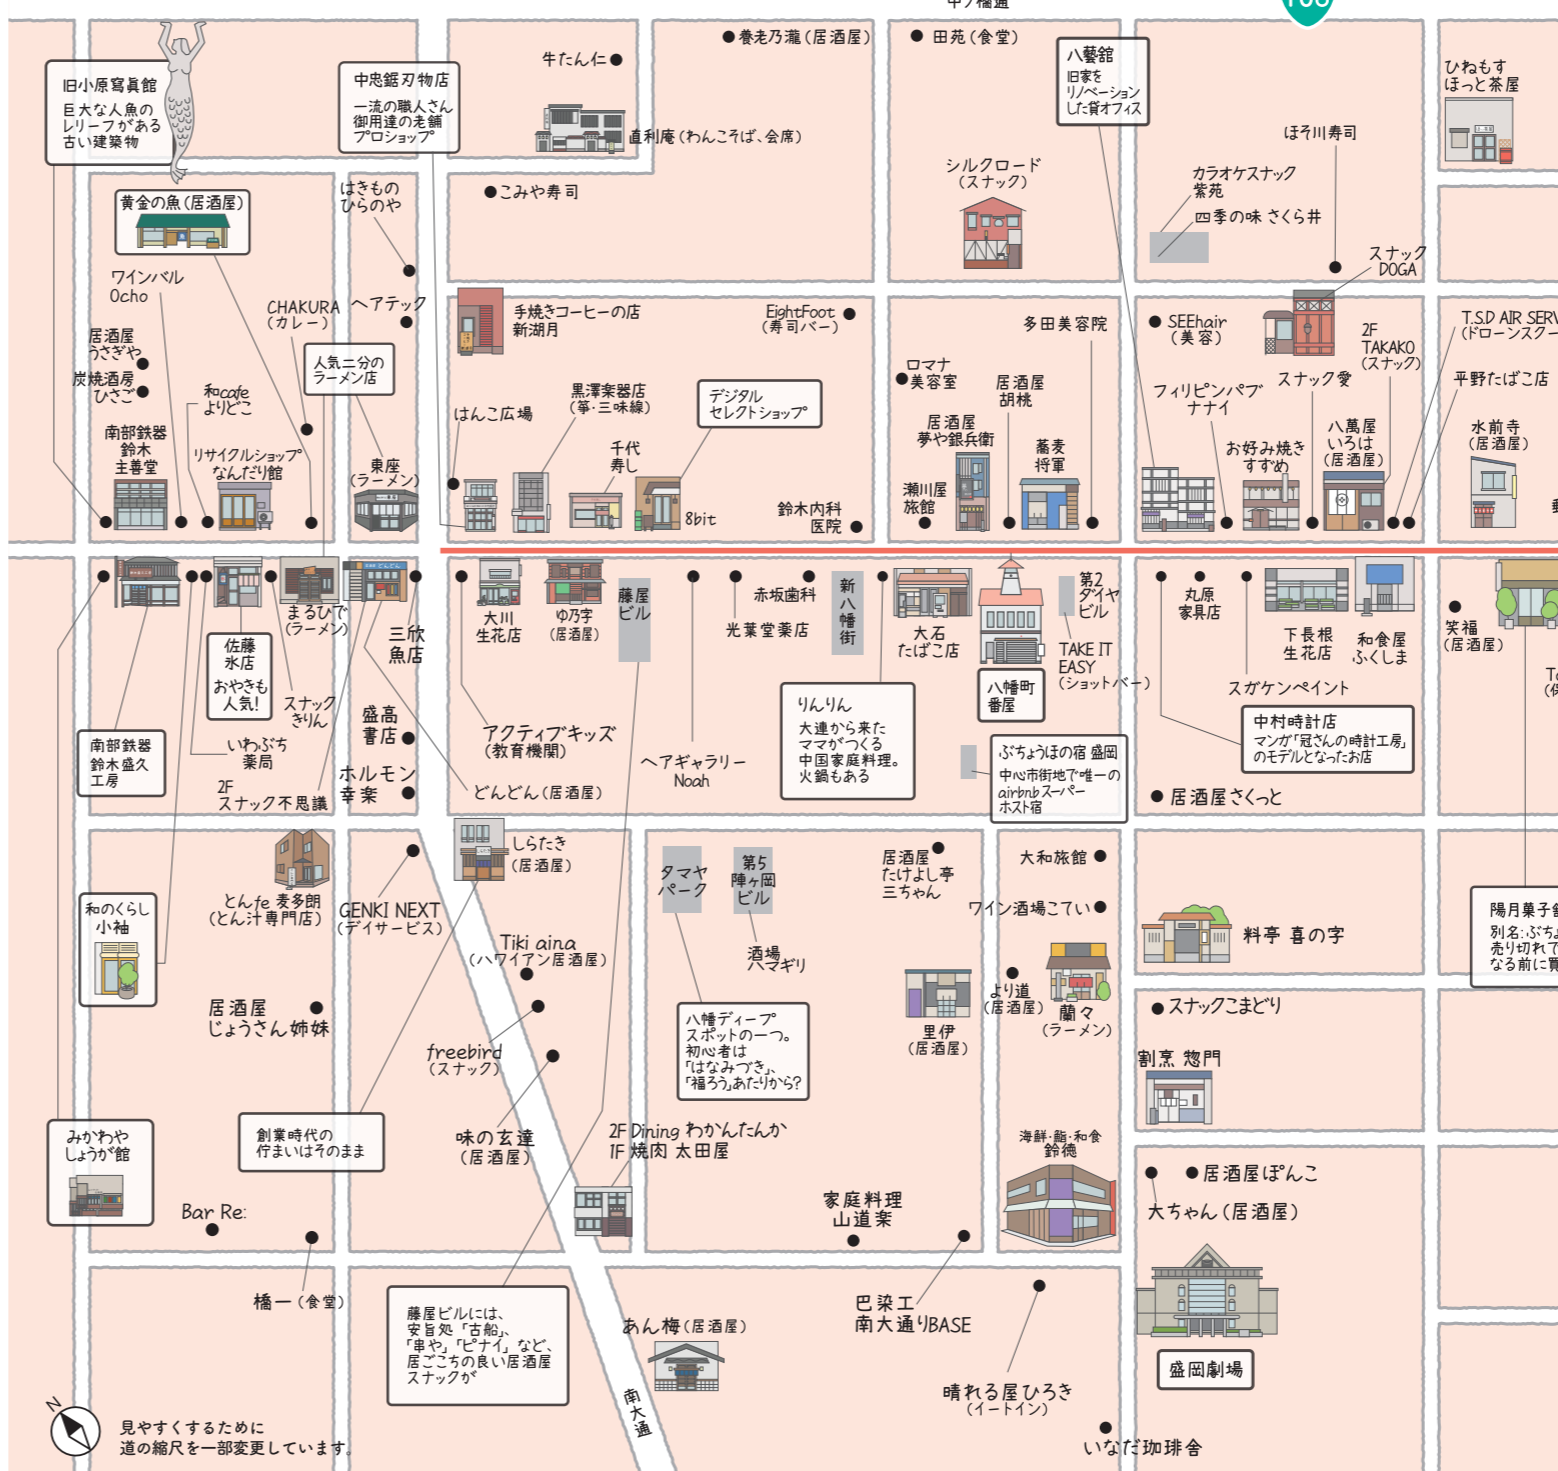 中ノ橋通
106
養老乃瀧(居酒屋)
田苑(食堂)
牛たん仁
直利庵(わんこそば、会席)
旧小原寫眞館
巨大な人魚の
レリーフがある
古い建築物
中忠鋸刃物店
一流の職人さん
御用達の老舗
プロショップ
八藝舘
旧家を
リノベーション
した貸オフィス
ひねもす
ほっと茶屋
ほそ川寿司
シルクロード
(スナック)
カラオケスナック
紫苑
四季の味 さくら井
黄金の魚(居酒屋)
はきもの
ひらのや
こみや寿司
スナック
DOGA
ワインバル
Ocho
CHAKURA
(カレー)
ヘアテック
手焼きコーヒーの店
新湖月
EightFoot
(寿司バー)
多田美容院
SEEhair
(美容)
2F
TAKAKO
(スナック)
T.S.D AIR SERV
(ドローンスクー
居酒屋
うさぎや
炭焼酒房
ひさご
和cafe
よりどこ
人気二分の
ラーメン店
はんこ広場
黒澤楽器店
(箏・三味線)
デジタル
セレクトショップ
ロマナ
美容室
居酒屋
胡桃
フィリピンパブ
ナナイ
スナック愛
平野たばこ店
南部鉄器
鈴木
主善堂
リサイクルショップ
なんだり館
東座
(ラーメン)
千代
寿し
8bit
鈴木内科
医院
居酒屋
夢や銀兵衛
瀬川屋
旅館
蕎麦
将軍
お好み焼き
すずめ
八萬屋
いろは
(居酒屋)
水前寺
(居酒屋)
まるひで
(ラーメン)
三欣
魚店
大川
生花店
ゆ乃字
(居酒屋)
藤屋
ビル
赤坂歯科
光葉堂薬店
新八幡街
大石
たばこ店
第2
ダイヤ
ビル
TAKE IT
EASY
(ショットバー)
丸原
家具店
下長根
生花店
和食屋
ふくしま
笑福
(居酒屋)
佐藤
氷店
おやきも
人気!
スナック
きりん
いわぶち
薬局
南部鉄器
鈴木盛久
工房
2F
スナック不思議
盛高
書店
ホルモン
幸楽
アクティブキッズ
(教育機関)
どんどん(居酒屋)
ヘアギャラリー
Noah
りんりん
大連から来た
ママがつくる
中国家庭料理。
火鍋もある
八幡町
番屋
ぶちょうほの宿 盛岡
中心市街地で唯一の
airbnbスーパー
ホスト宿
スガケンペイント
中村時計店
マンガ「冠さんの時計工房」
のモデルとなったお店
居酒屋さくっと
しらたき
(居酒屋)
タマヤ
パーク
第5
陣ヶ岡
ビル
居酒屋
たけよし亭
三ちゃん
大和旅館
ワイン酒場こてい
料亭 喜の字
陽月菓子舗
別名:ぶちょ
売り切れて
なる前に買
和のくらし
小袖
とんfe 麦多朗
(とん汁専門店)
GENKI NEXT
(デイサービス)
Tiki aina
(ハワイアン居酒屋)
酒場
ハマギリ
居酒屋
じょうさん姉妹
freebird
(スナック)
八幡ディープ
スポットの一つ。
初心者は
「はなみづき」、
「福ろう」あたりから?
里伊
(居酒屋)
より道
(居酒屋)
蘭々
(ラーメン)
スナックこまどり
割烹 惣門
みかわや
しょうが館
創業時代の
佇まいはそのまま
味の玄達
(居酒屋)
2F Dining わかんたんか
1F 焼肉 太田屋
海鮮・鮨・和食
鈴徳
居酒屋ぽんこ
大ちゃん(居酒屋)
Bar Re:
橋一(食堂)
家庭料理
山道楽
藤屋ビルには、
安旨処「古船」、
「串や」「ピナイ」など、
居ごこちの良い居酒屋
スナックが
あん梅(居酒屋)
巴染工
南大通りBASE
盛岡劇場
晴れる屋ひろき
(イートイン)
いなだ珈琲舎
南大通
N
見やすくするために
道の縮尺を一部変更しています。